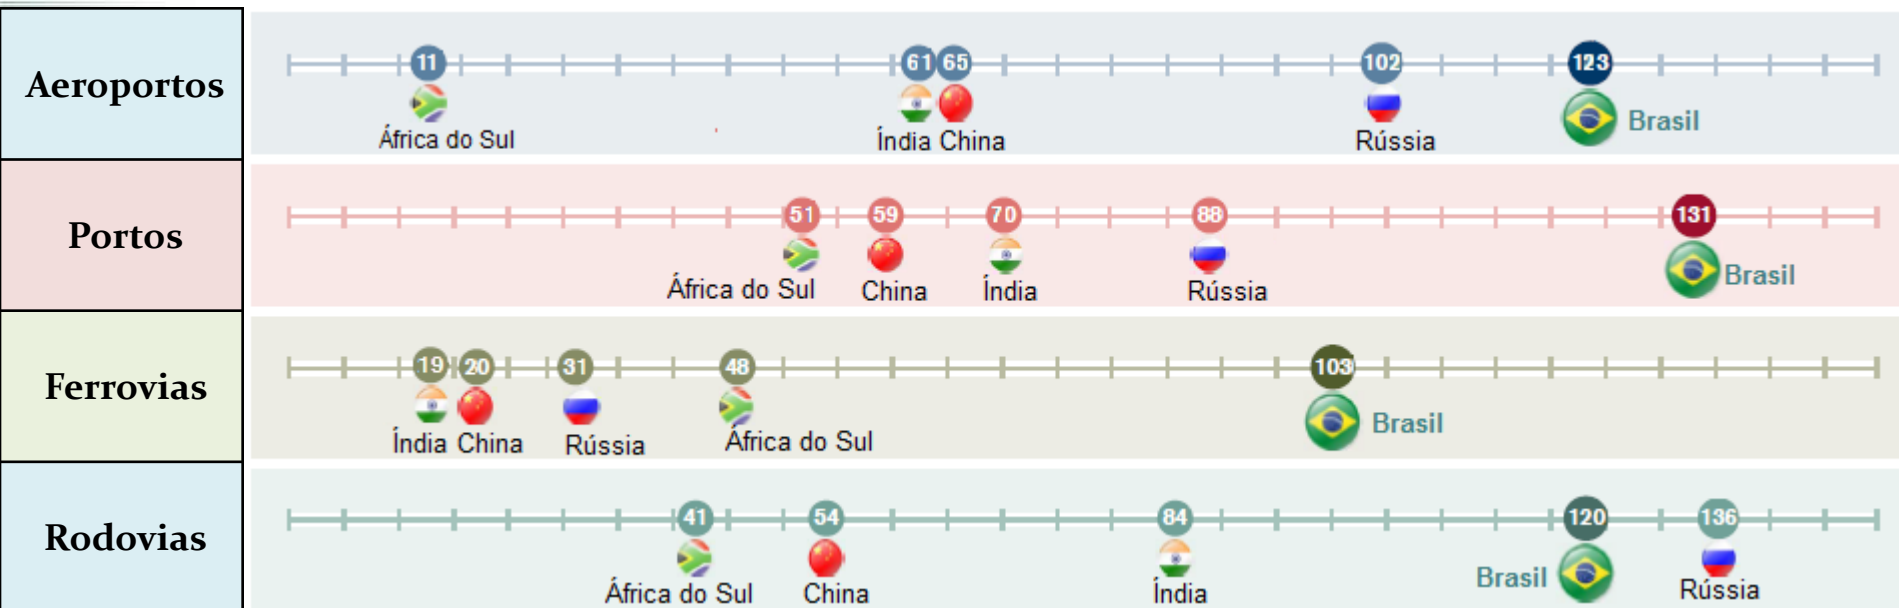 Aeroportos
11 61 65 102 123
África do Sul Índia China Rússia Brasil
Portos
51 59 70 88 131
África do Sul China Índia Rússia Brasil
Ferrovias
19 20 31 48 103
Índia China Rússia África do Sul Brasil
Rodovias
41 54 84 120 136
África do Sul China Índia Brasil Rússia